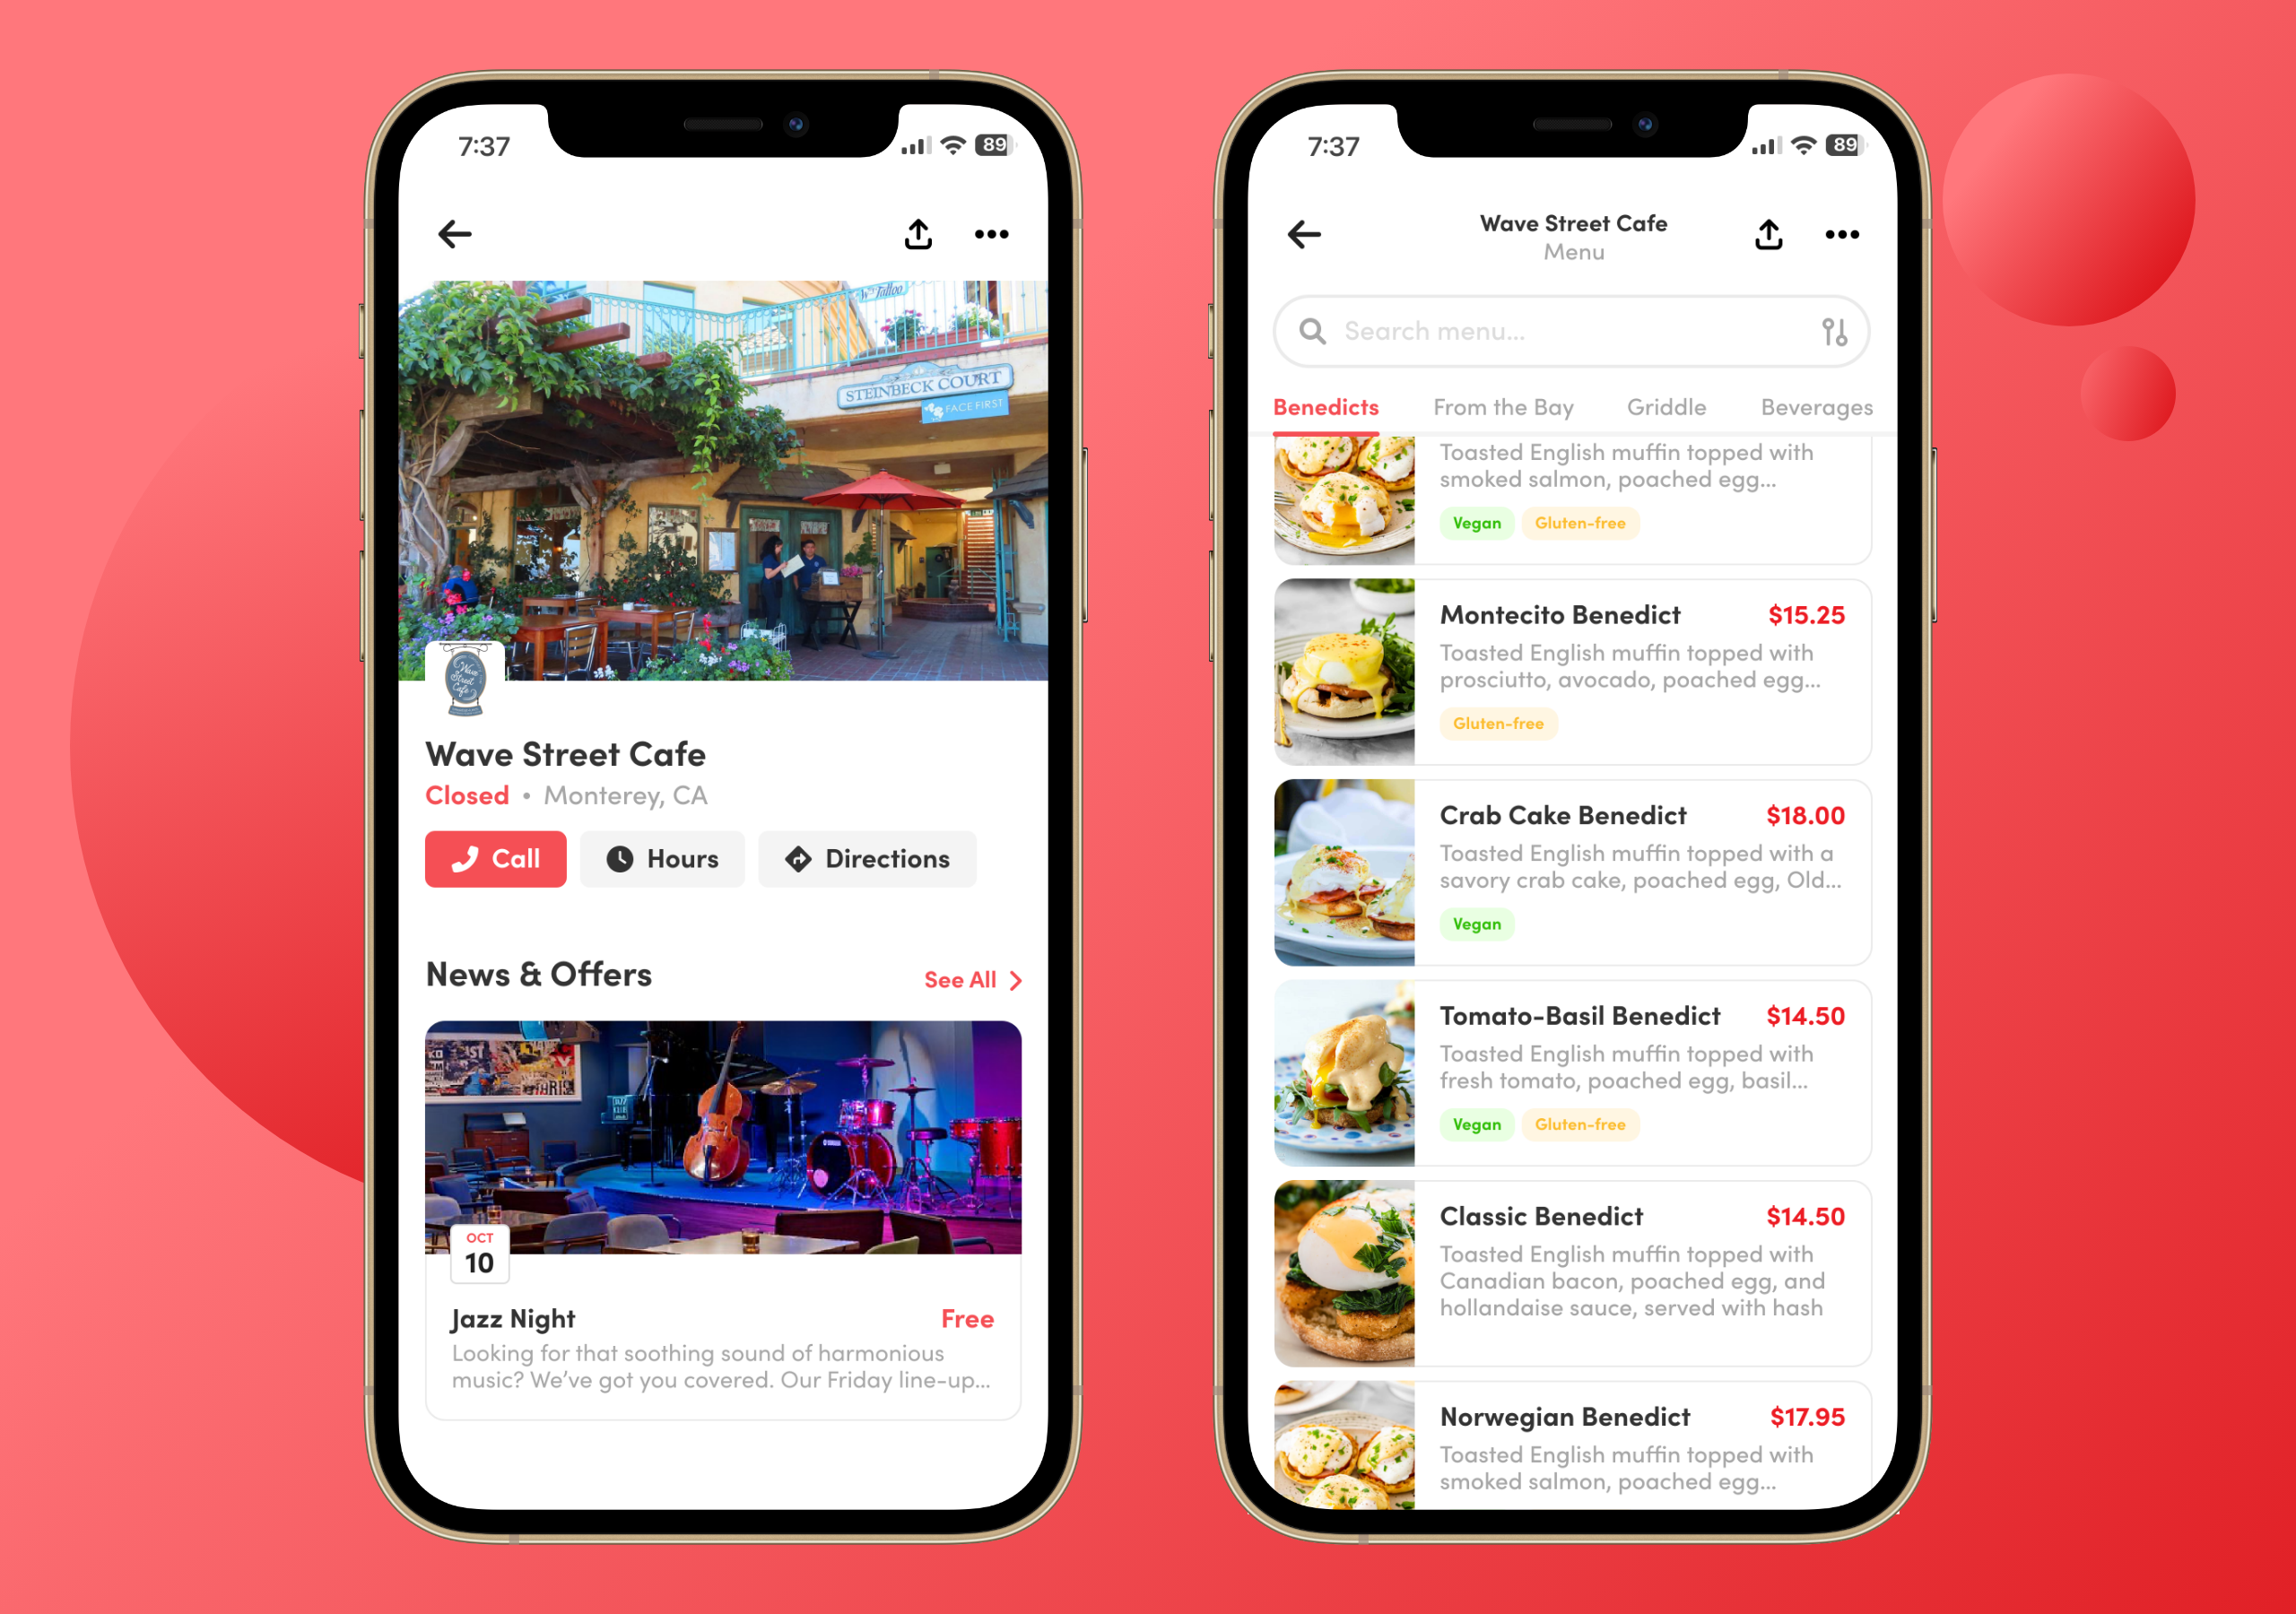 7:37
89
W Tattoo
STEINBECK COURT
FACE FIRST
Wave
Street
Cafe
Wave Street Cafe
Closed • Monterey, CA
Call
Hours
Directions
News & Offers
See All
PARIS
JAZZ
OCT
10
Jazz Night
Free
Looking for that soothing sound of harmonious
music? We've got you covered. Our Friday line-up...
7:37
89
Wave Street Cafe
Menu
Search menu...
Benedicts
From the Bay
Griddle
Beverages
Toasted English muffin topped with
smoked salmon, poached egg...
Vegan
Gluten-free
Montecito Benedict
$15.25
Toasted English muffin topped with
prosciutto, avocado, poached egg...
Gluten-free
Crab Cake Benedict
$18.00
Toasted English muffin topped with a
savory crab cake, poached egg, Old...
Vegan
Tomato-Basil Benedict
$14.50
Toasted English muffin topped with
fresh tomato, poached egg, basil...
Vegan
Gluten-free
Classic Benedict
$14.50
Toasted English muffin topped with
Canadian bacon, poached egg, and
hollandaise sauce, served with hash
Norwegian Benedict
$17.95
Toasted English muffin topped with
smoked salmon, poached egg...